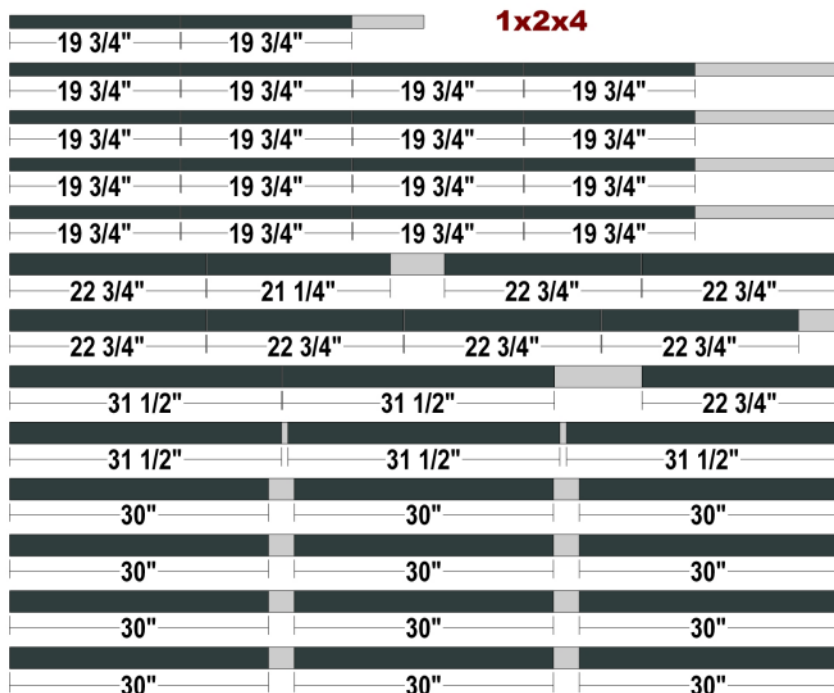 1x2x4
19 3/4" 19 3/4"
19 3/4" 19 3/4" 19 3/4" 19 3/4"
19 3/4" 19 3/4" 19 3/4" 19 3/4"
19 3/4" 19 3/4" 19 3/4" 19 3/4"
19 3/4" 19 3/4" 19 3/4" 19 3/4"
22 3/4" 21 1/4" 22 3/4" 22 3/4"
22 3/4" 22 3/4" 22 3/4" 22 3/4"
31 1/2" 31 1/2" 22 3/4"
31 1/2" 31 1/2" 31 1/2"
30" 30" 30"
30" 30" 30"
30" 30" 30"
30" 30" 30"